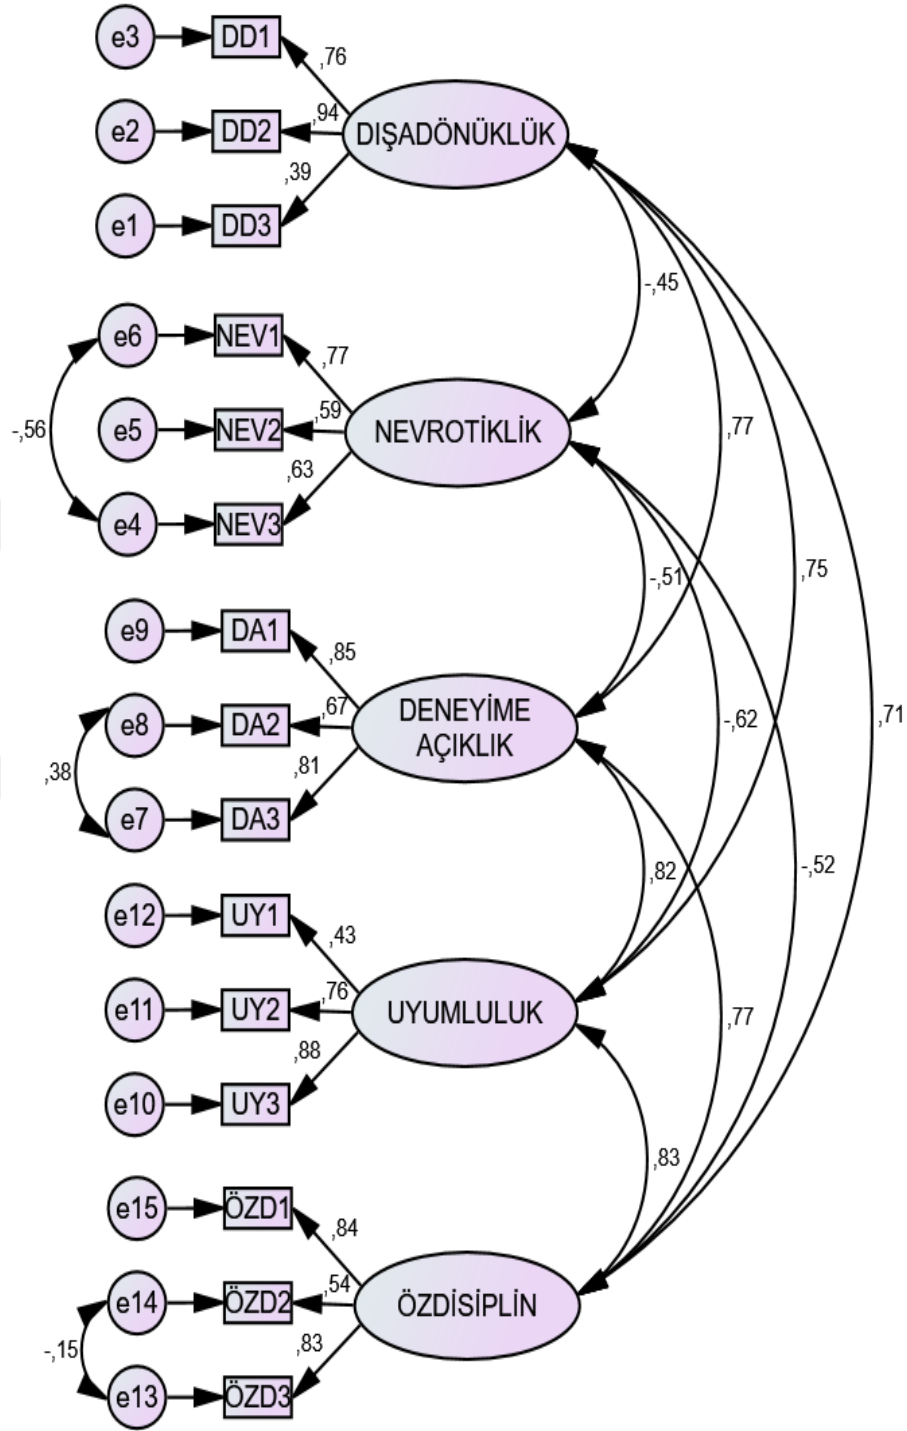 e3
DD1
,76
e2
DD2
,94
DIŞADÖNÜKLÜK
,39
e1
DD3
-,45
e6
NEV1
,77
-,56
e5
NEV2
,59
NEVROTİKLİK
,77
,63
e4
NEV3
-,51
,75
e9
DA1
,85
e8
DA2
,67
DENEYİME
AÇIKLIK
-,62
,71
,38
,81
e7
DA3
,82
-,52
e12
UY1
,43
e11
UY2
,76
UYUMLULUK
,77
,88
e10
UY3
,83
e15
ÖZD1
,84
e14
ÖZD2
,54
ÖZDİSİPLİN
-,15
,83
e13
ÖZD3